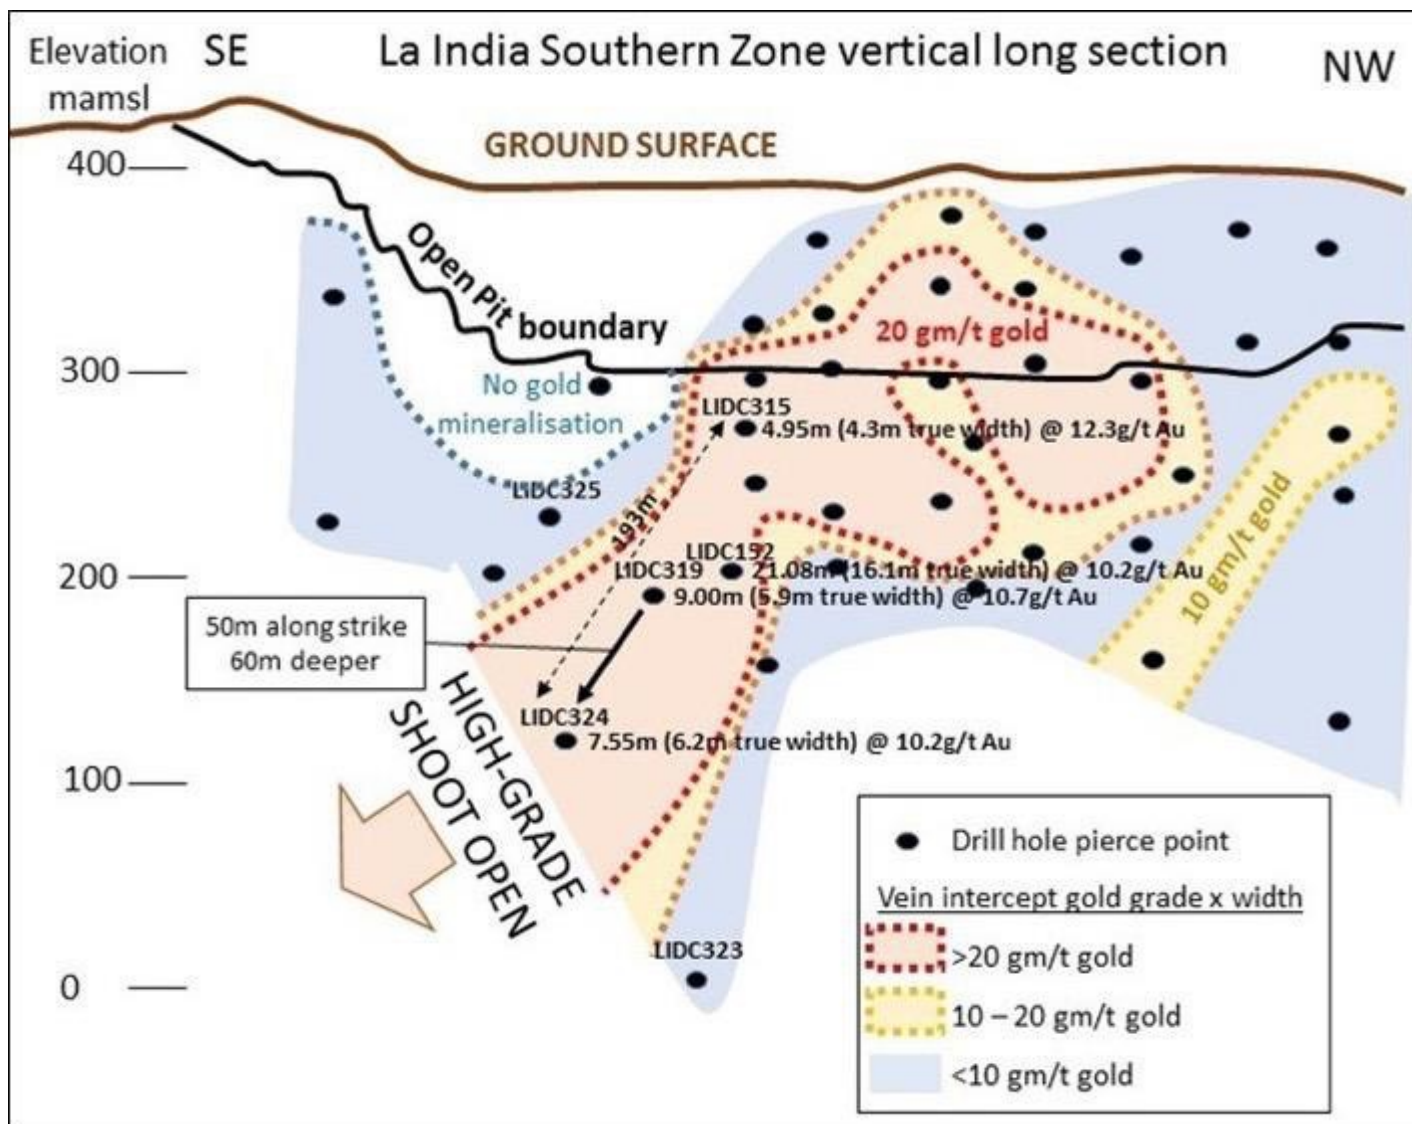 Elevation
mamsl
SE
La India Southern Zone vertical long section
NW
GROUND SURFACE
400
Open Pit boundary
20 gm/t gold
300
No gold
mineralisation
LIDC315
4.95m (4.3m true width) @ 12.3g/t Au
LIDC325
193m
10 gm/t gold
LIDC152
200
LIDC319
21.08m (16.1m true width) @ 10.2g/t Au
9.00m (5.9m true width) @ 10.7g/t Au
50m along strike
60m deeper
LIDC324
7.55m (6.2m true width) @ 10.2g/t Au
HIGH-GRADE
SHOOT OPEN
100
Drill hole pierce point
Vein intercept gold grade x width
>20 gm/t gold
10 – 20 gm/t gold
<10 gm/t gold
LIDC323
0